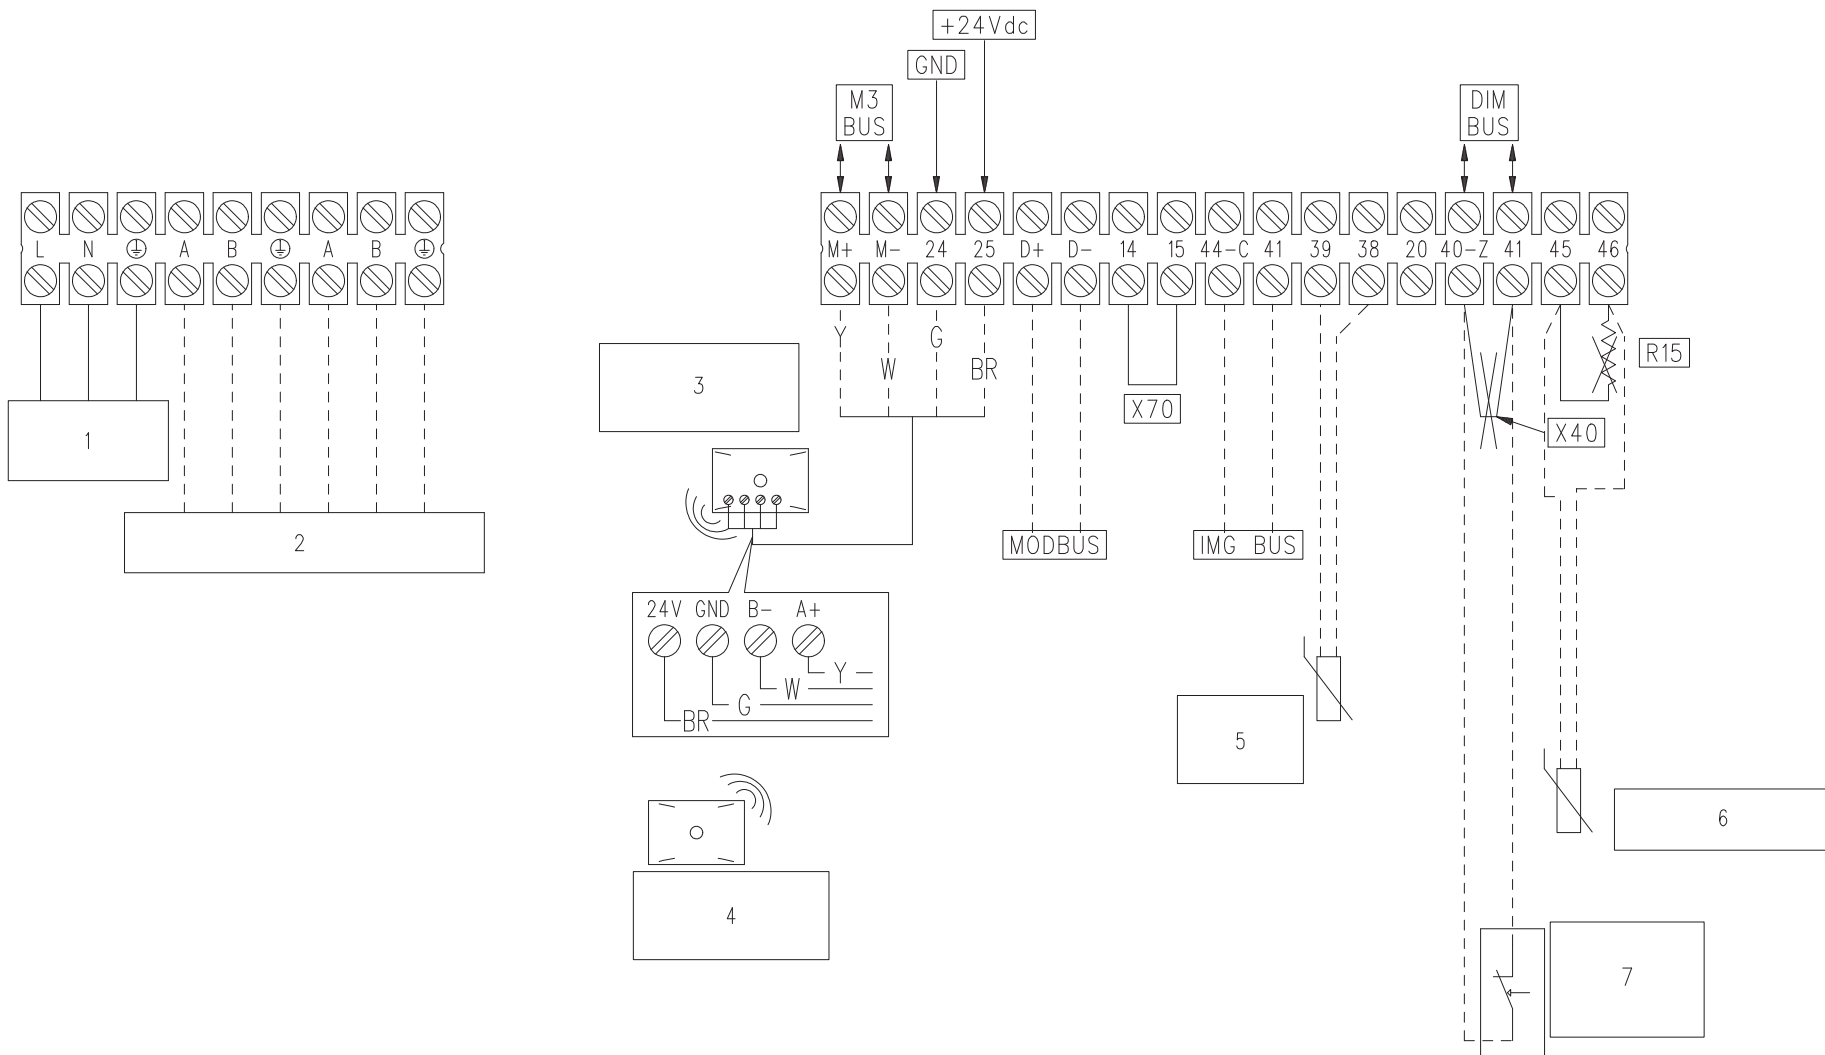 +24Vdc
GND
M3
BUS
DIM
BUS
L N A B A B
M+ M- 24 25 D+ D- 14 15 44-C 41 39 38 20 40-Z 41 45 46
Y
G
W
BR
R15
3
X70
X40
1
2
MODBUS
IMG BUS
24V GND B- A+
Y
W
G
BR
5
6
4
7